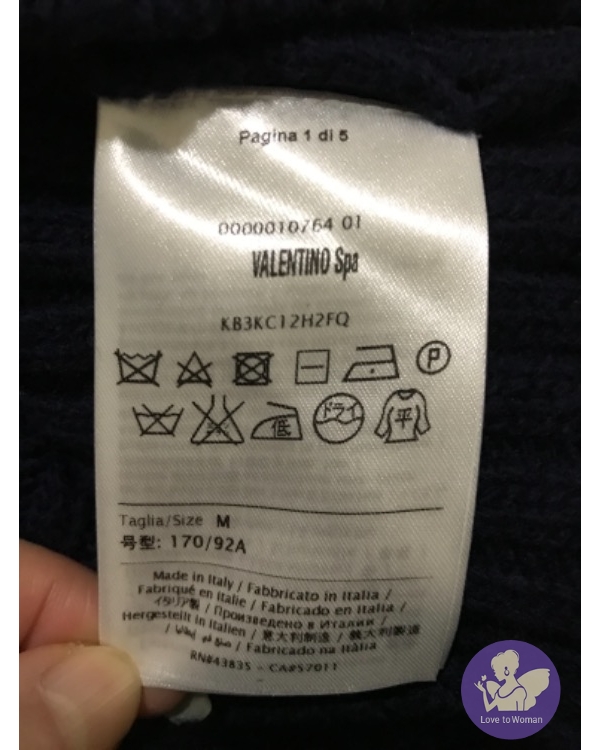 Pagina 1 di 5
0000010764 01
VALENTINO Spa
KB3KC12H2FQ
P
低 ドライ 平
Taglia/Size M
号型: 170/92A
Made in Italy / Fabbricato in Italia /
Fabriqué en Italie / Fabricado en Italia /
イタリア製 / Произведено в Италии /
Hergestellt in Italien / 意大利制造 / 義大利製造
/ Fabricado na Itàlia
RN#43835 - CA#57011
Love to Woman